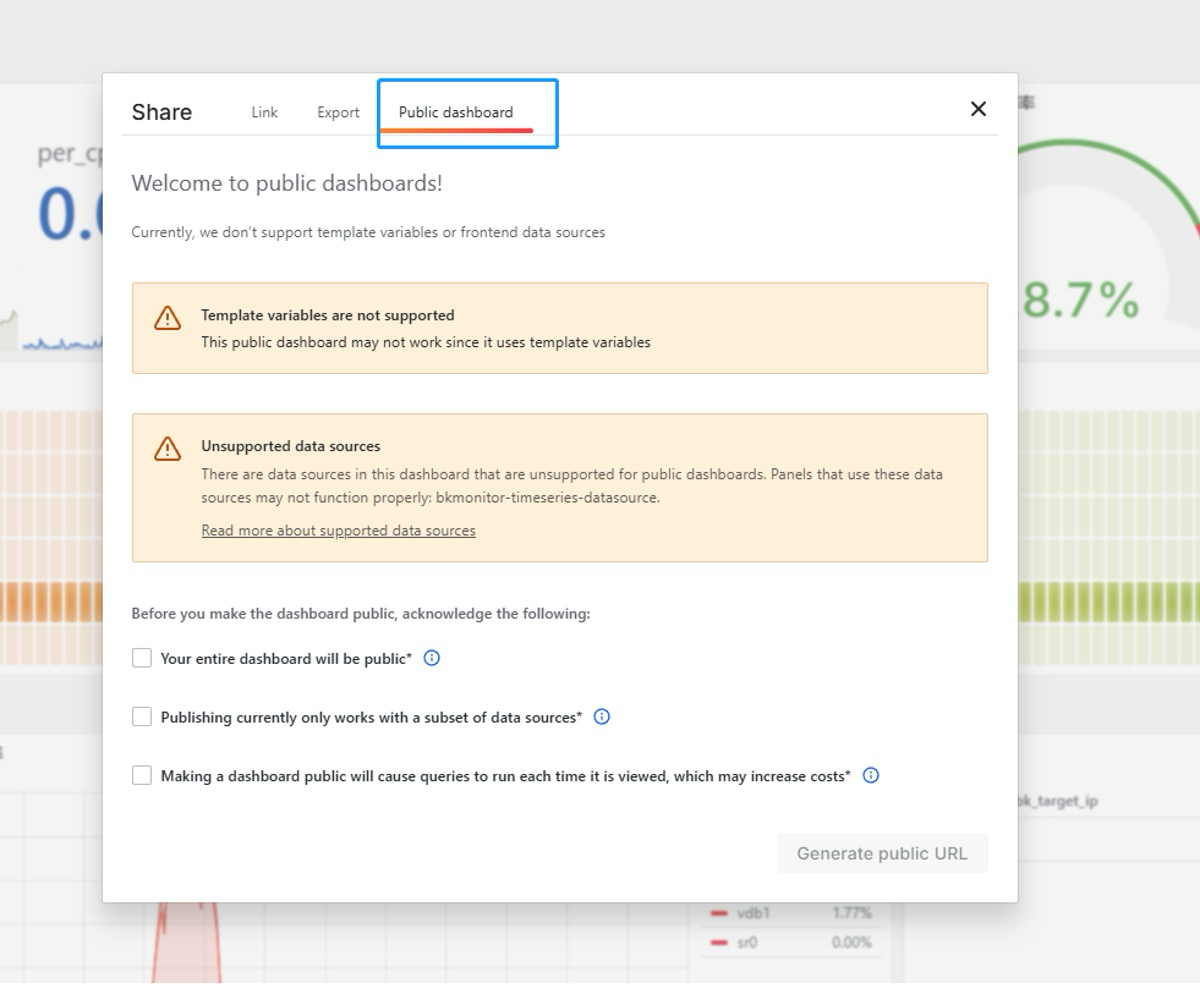 Share
Link
Export
Public dashboard
率
per_cp
0.0
Welcome to public dashboards!
Currently, we don't support template variables or frontend data sources
8.7%
Template variables are not supported
This public dashboard may not work since it uses template variables
Unsupported data sources
There are data sources in this dashboard that are unsupported for public dashboards. Panels that use these data
sources may not function properly: bkmonitor-timeseries-datasource.
Read more about supported data sources
Before you make the dashboard public, acknowledge the following:
Your entire dashboard will be public*
Publishing currently only works with a subset of data sources*
Making a dashboard public will cause queries to run each time it is viewed, which may increase costs*
bk_target_ip
Generate public URL
vdb1 1.77%
sr0 0.00%